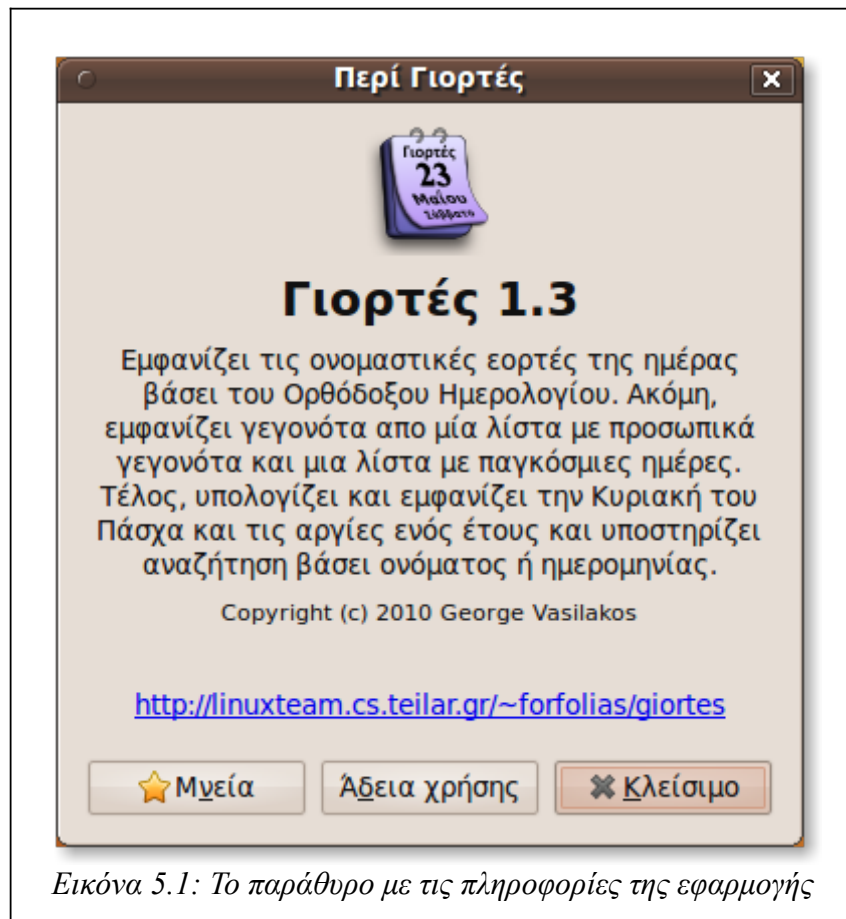 Περί Γιορτές
Γιορτές
23
Μαΐου
Σάββατο
Γιορτές 1.3
Εμφανίζει τις ονομαστικές εορτές της ημέρας
βάσει του Ορθόδοξου Ημερολογίου. Ακόμη,
εμφανίζει γεγονότα απο μία λίστα με προσωπικά
γεγονότα και μια λίστα με παγκόσμιες ημέρες.
Τέλος, υπολογίζει και εμφανίζει την Κυριακή του
Πάσχα και τις αργίες ενός έτους και υποστηρίζει
αναζήτηση βάσει ονόματος ή ημερομηνίας.
Copyright (c) 2010 George Vasilakos
http://linuxteam.cs.teilar.gr/~forfolias/giortes
Μνεία Άδεια χρήσης Κλείσιμο
Εικόνα 5.1: Το παράθυρο με τις πληροφορίες της εφαρμογής